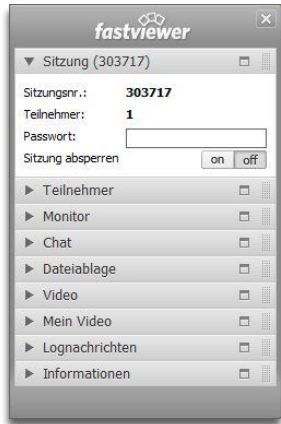 fastviewer
Sitzung (303717)
Sitzungsnr.: 303717
Teilnehmer: 1
Passwort:
Sitzung absperren on off
Teilnehmer
Monitor
Chat
Dateiablage
Video
Mein Video
Lognachrichten
Informationen